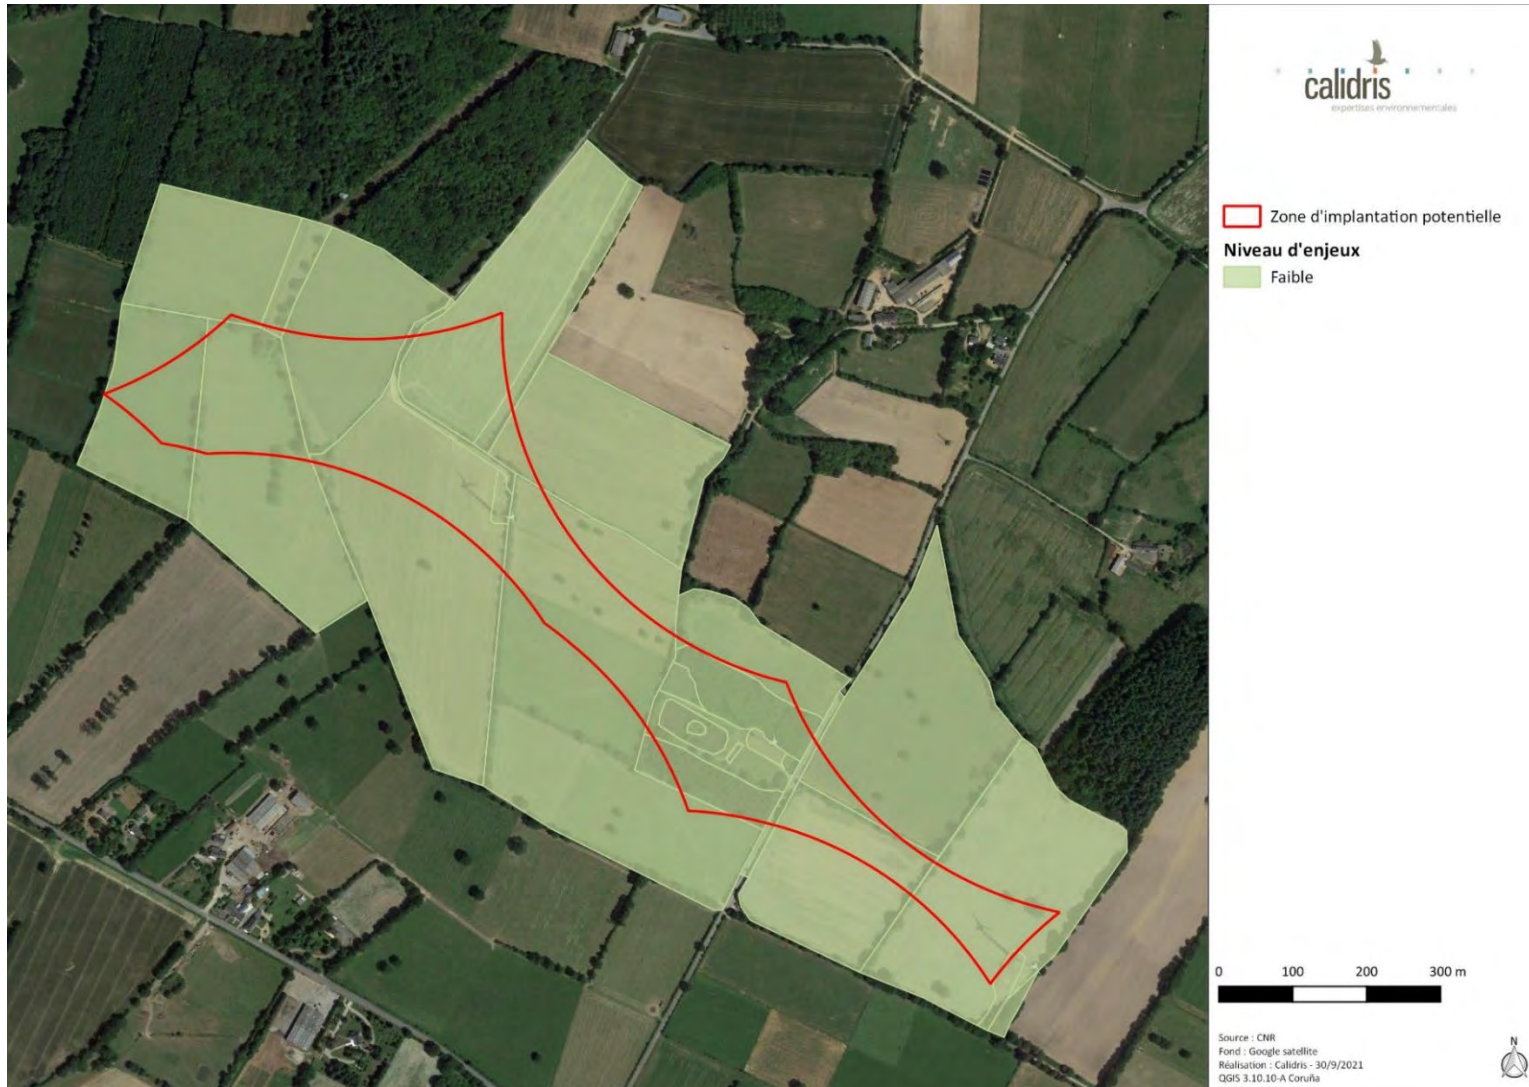 calidris
expertises environnementales
Zone d'implantation potentielle
Niveau d'enjeux
Faible
0 100 200 300 m
Source : CNR
Fond : Google satellite
Réalisation : Calidris - 30/9/2021
QGIS 3.10.10-A Coruña
N